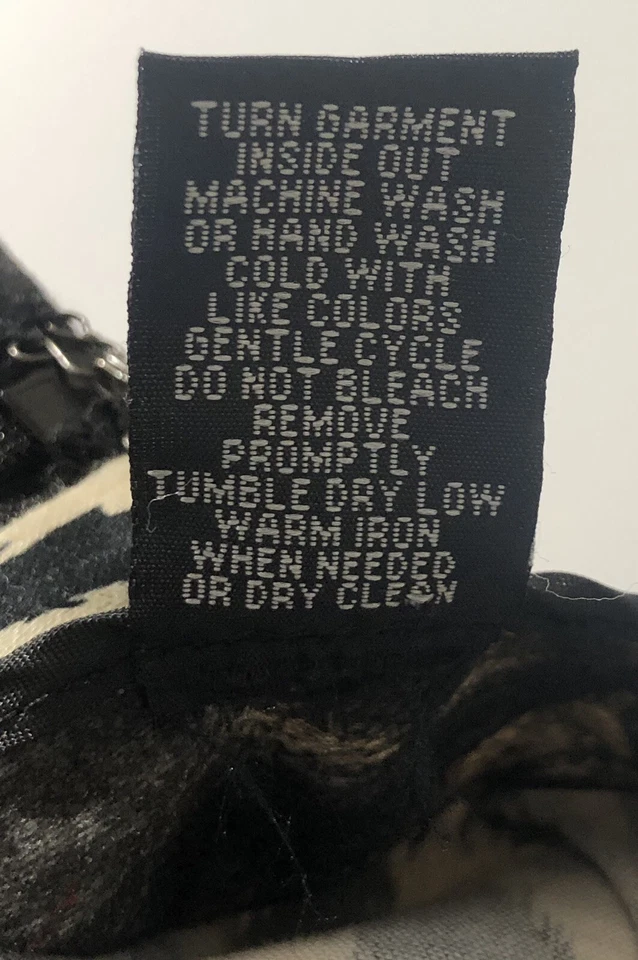 TURN GARMENT
INSIDE OUT
MACHINE WASH
OR HAND WASH
COLD WITH
LIKE COLORS
GENTLE CYCLE
DO NOT BLEACH
REMOVE
PROMPTLY
TUMBLE DRY LOW
WARM IRON
WHEN NEEDED
OR DRY CLEAN